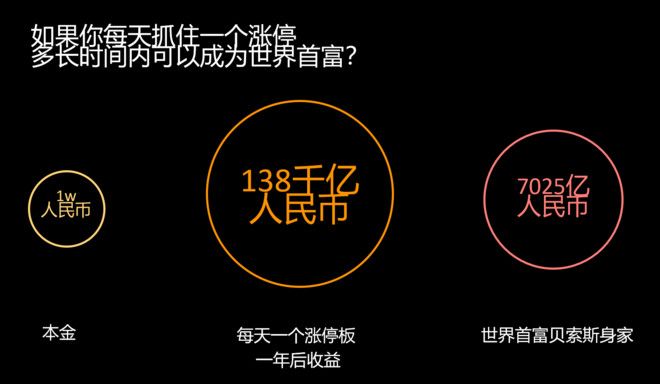 如果你每天抓住一个涨停
多长时间内可以成为世界首富?
1w
人民币
138千亿
人民币
7025亿
人民币
本金
每天一个涨停板
一年后收益
世界首富贝索斯身家